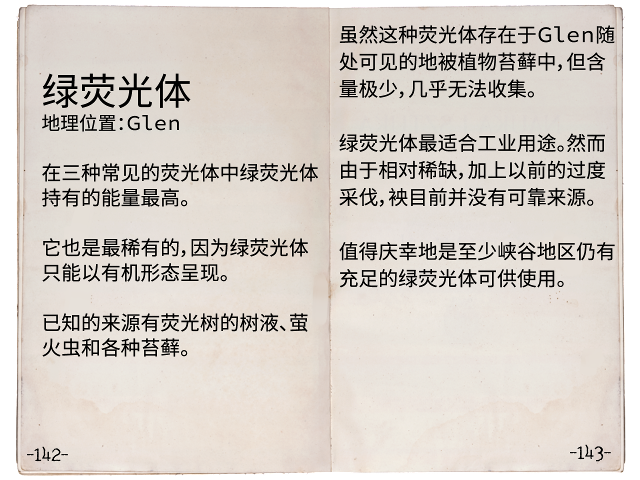 绿荧光体
地理位置:Glen
在三种常见的荧光体中绿荧光体
持有的能量最高。
它也是最稀有的,因为绿荧光体
只能以有机形态呈现。
已知的来源有荧光树的树液、萤
火虫和各种苔藓。
-142-
虽然这种荧光体存在于Glen随
处可见的地被植物苔藓中,但含
量极少,几乎无法收集。
绿荧光体最适合工业用途。然而
由于相对稀缺,加上以前的过度
采伐,袂目前并没有可靠来源。
值得庆幸地是至少峡谷地区仍有
充足的绿荧光体可供使用。
-143-